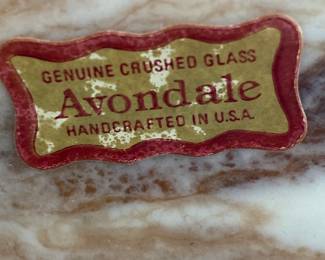 GENUINE CRUSHED GLASS
Avondale
HANDCRAFTED IN U.S.A.